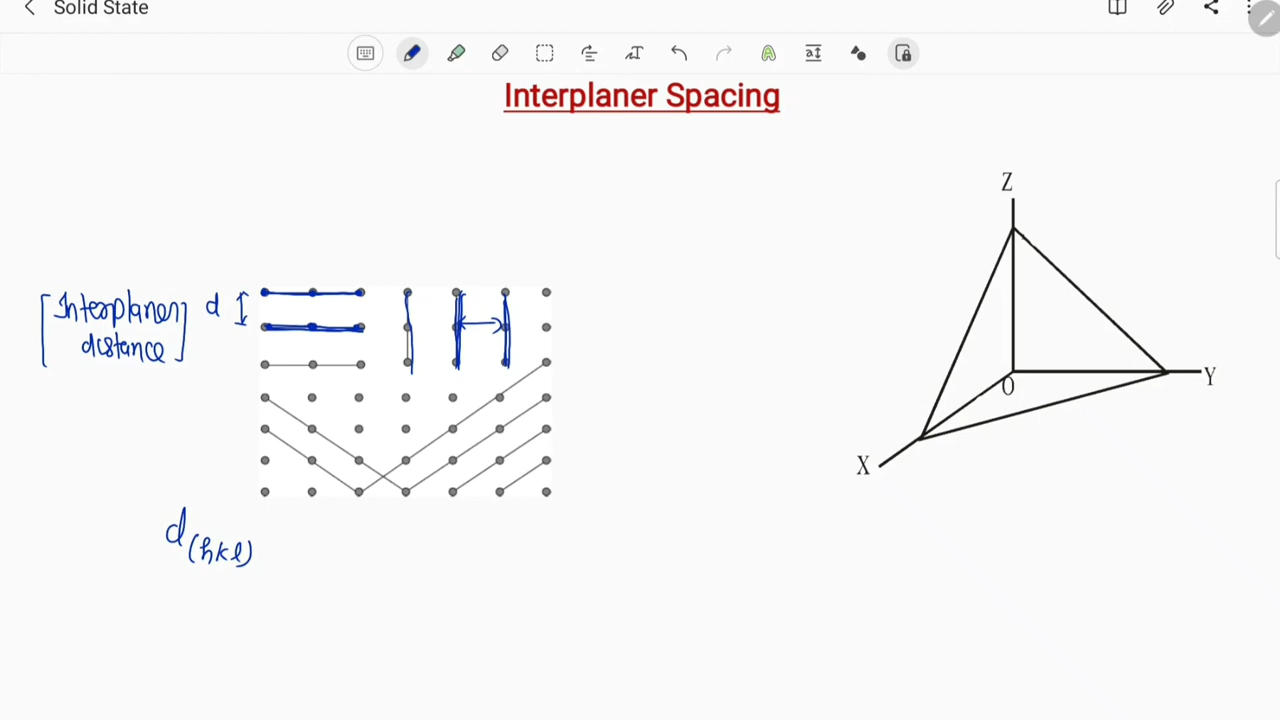 Solid State
Interplaner Spacing
Z
[Interplaner] d
distance
Y
O
X
d(hkl)